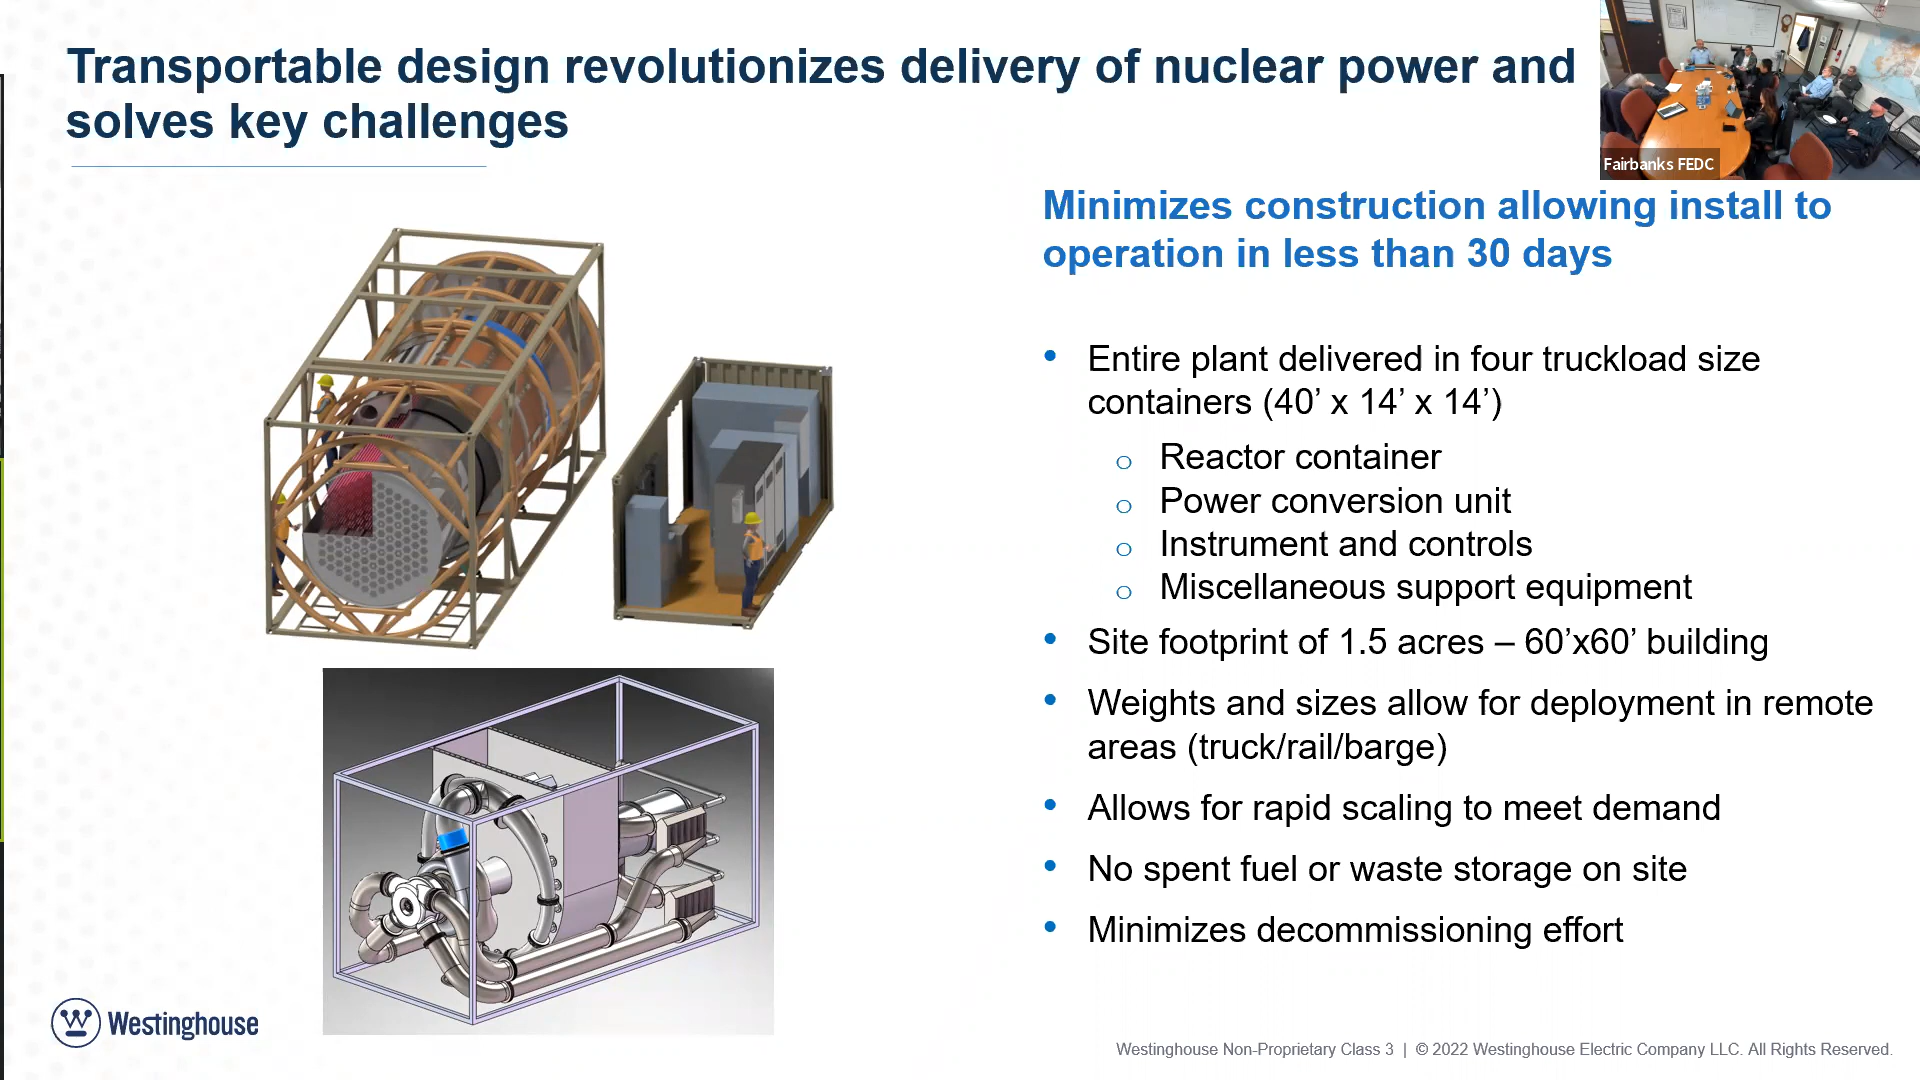 Transportable design revolutionizes delivery of nuclear power and
solves key challenges
Fairbanks FEDC
Minimizes construction allowing install to
operation in less than 30 days
• Entire plant delivered in four truckload size
containers (40’ x 14’ x 14’)
o Reactor container
o Power conversion unit
o Instrument and controls
o Miscellaneous support equipment
• Site footprint of 1.5 acres – 60’x60’ building
• Weights and sizes allow for deployment in remote
areas (truck/rail/barge)
• Allows for rapid scaling to meet demand
• No spent fuel or waste storage on site
• Minimizes decommissioning effort
Westinghouse
Westinghouse Non-Proprietary Class 3 | © 2022 Westinghouse Electric Company LLC. All Rights Reserved.